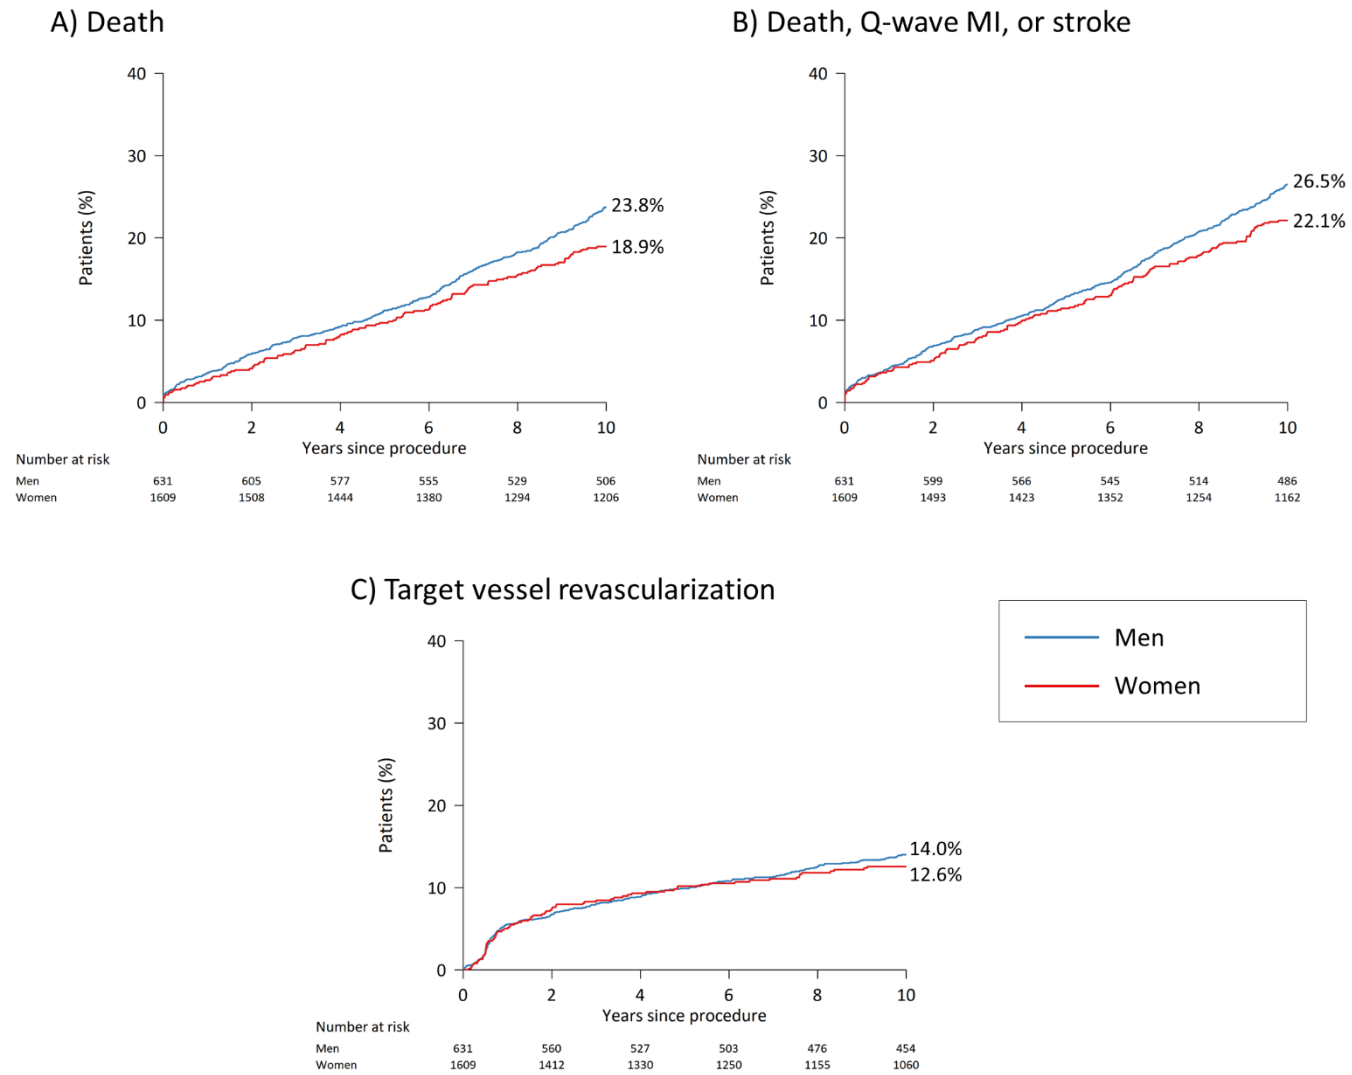 A) Death
40
30
20
10
0
Patients (%)
23.8%
18.9%
0 2 4 6 8 10
Years since procedure
Number at risk
Men 631 605 577 555 529 506
Women 1609 1508 1444 1380 1294 1206
B) Death, Q-wave MI, or stroke
40
30
20
10
0
Patients (%)
26.5%
22.1%
0 2 4 6 8 10
Years since procedure
Number at risk
Men 631 599 566 545 514 486
Women 1609 1493 1423 1352 1254 1162
C) Target vessel revascularization
40
30
20
10
0
Patients (%)
14.0%
12.6%
0 2 4 6 8 10
Years since procedure
Number at risk
Men 631 560 527 503 476 454
Women 1609 1412 1330 1250 1155 1060
Men
Women